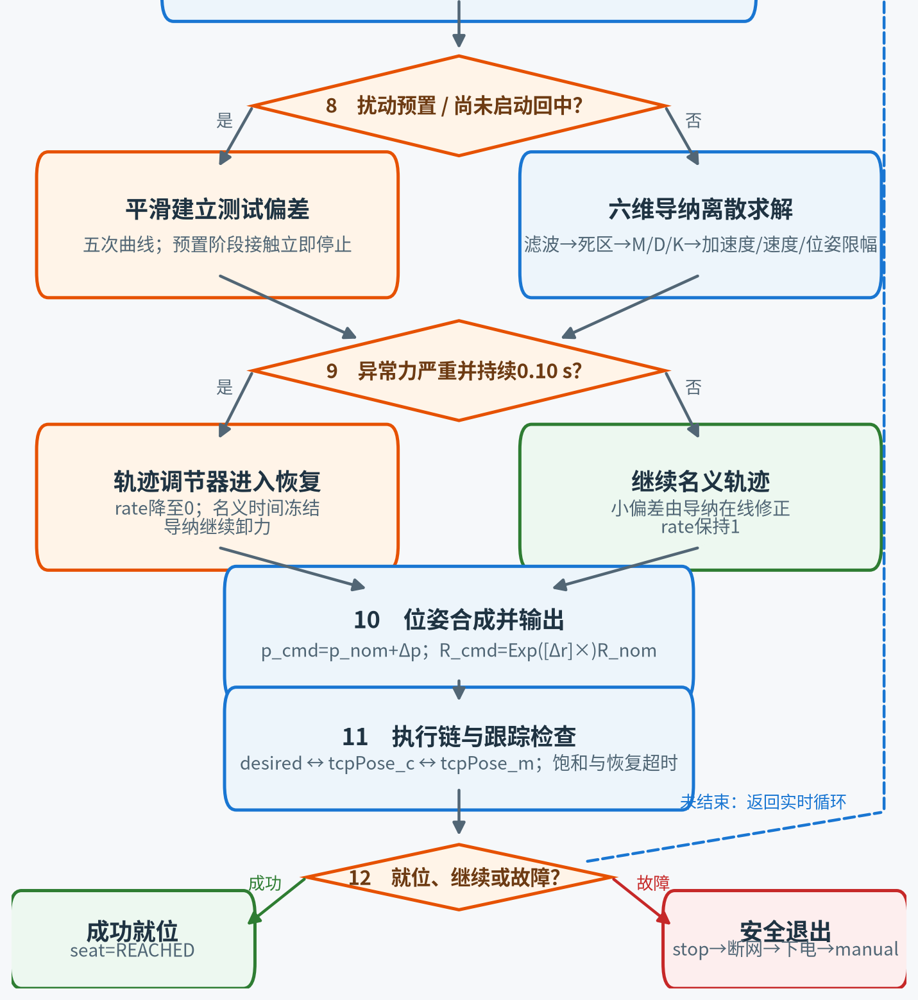 8 扰动预置 / 尚未启动回中？
是
否
平滑建立测试偏差
五次曲线；预置阶段接触立即停止
六维导纳离散求解
滤波→死区→M/D/K→加速度/速度/位姿限幅
9 异常力严重并持续0.10 s？
是
否
轨迹调节器进入恢复
rate降至0；名义时间冻结
导纳继续卸力
继续名义轨迹
小偏差由导纳在线修正
rate保持1
10 位姿合成并输出
p_cmd=p_nom+Δp；R_cmd=Exp([Δr]×)R_nom
11 执行链与跟踪检查
desired↔tcpPose_c↔tcpPose_m；饱和与恢复超时
未结束：返回实时循环
12 就位、继续或故障？
成功
故障
成功就位
seat=REACHED
安全退出
stop→断网→下电→manual